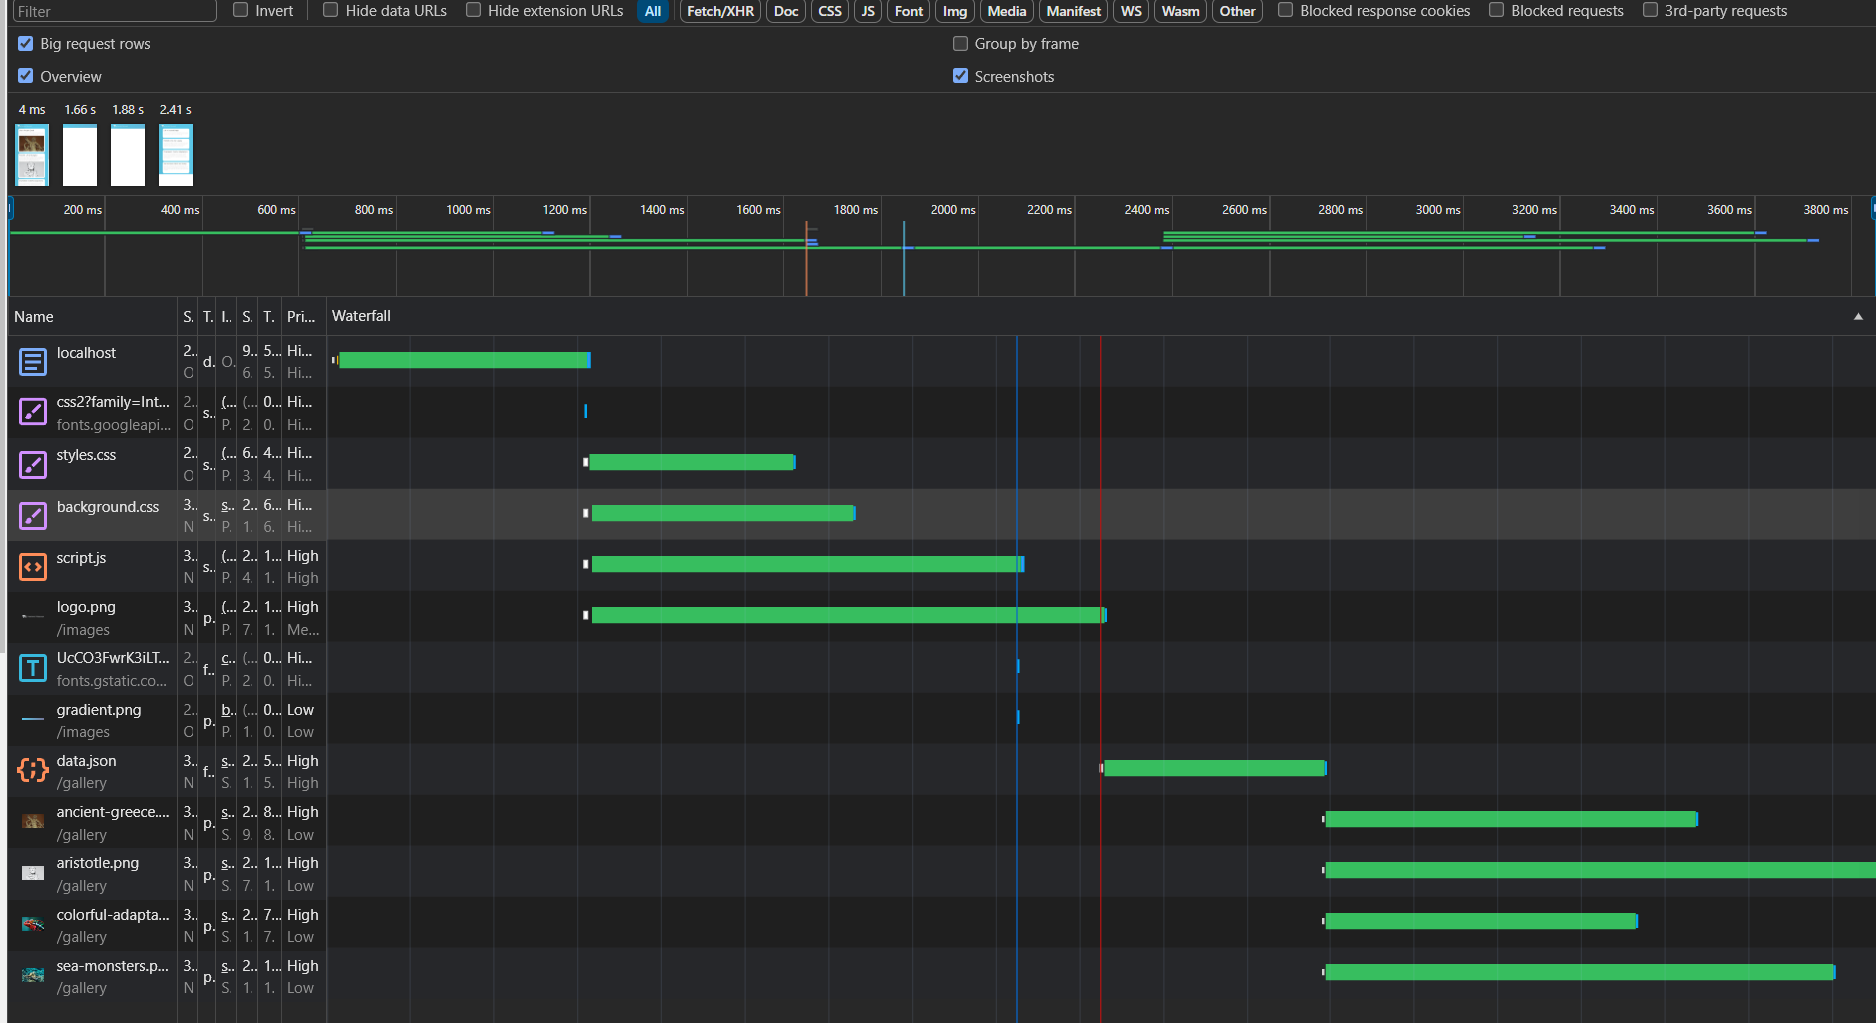 Filter
Invert
Hide data URLs
Hide extension URLs
All
Fetch/XHR
Doc
CSS
JS
Font
Img
Media
Manifest
WS
Wasm
Other
Blocked response cookies
Blocked requests
3rd-party requests
Big request rows
Group by frame
Overview
Screenshots
4 ms
1.66 s
1.88 s
2.41 s
200 ms
400 ms
600 ms
800 ms
1000 ms
1200 ms
1400 ms
1600 ms
1800 ms
2000 ms
2200 ms
2400 ms
2600 ms
2800 ms
3000 ms
3200 ms
3400 ms
3600 ms
3800 ms
Name S. T. I.. S. T. Pri... Waterfall
localhost 2.. d. O. 9.. 5... Hi...
O 6. 5. Hi...
css2?family=Int... 2.. s.. (... (... 0... Hi...
fonts.googleapi... O P. 2. 0. Hi...
styles.css 2.. s.. (... 6.. 4... Hi...
O P. 3. 4. Hi...
background.css 3.. s.. s... 2.. 6... Hi...
N P. 1. 6. Hi...
script.js 3.. s.. (... 2.. 1... High
N P. 4. 1. High
logo.png 3.. p. (... 2.. 1... High
/images N P. 7. 1. Me...
UcCO3FwrK3iLT... 2.. f.. c... (... 0... Hi...
fonts.gstatic.co... O P. 2. 0. Hi...
gradient.png 2.. p. b.. (... 0... Low
/images O P. 1. 0. Low
data.json 3.. f.. s... 2.. 5... High
/gallery N S. 1. 5. High
ancient-greece.... 3.. p. s... 2.. 8... High
/gallery N S. 9. 8. Low
aristotle.png 3.. p. s... 2.. 1... High
/gallery N S. 7. 1. Low
colorful-adapta... 3.. p. s... 2.. 7... High
/gallery N S. 1. 7. Low
sea-monsters.p... 3.. p. s... 2.. 1... High
/gallery N S. 1. 1. Low